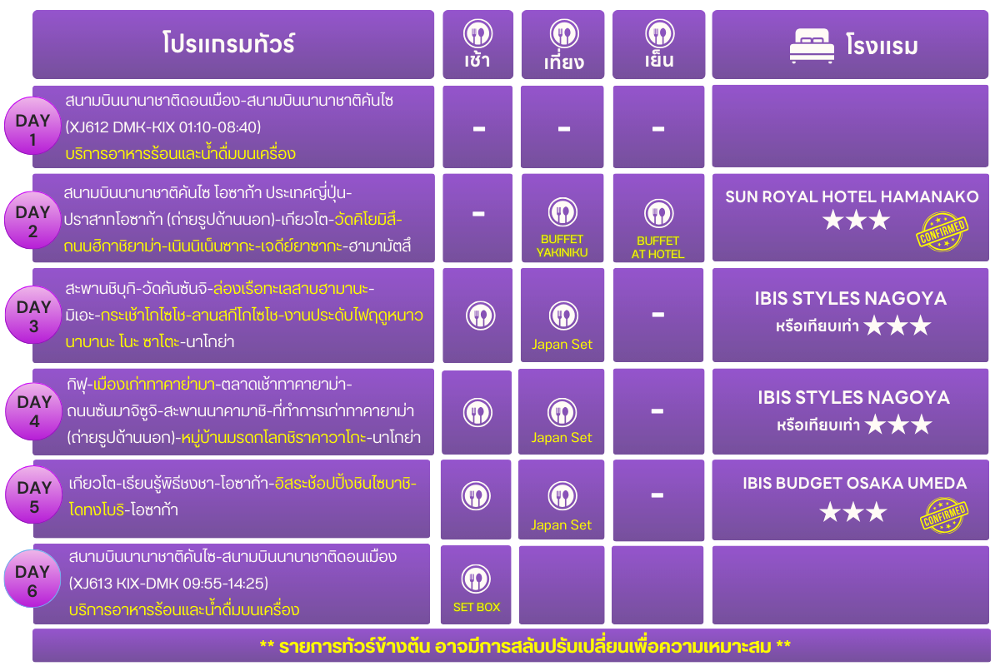 โปรแกรมทัวร์
เช้า
เที่ยง
เย็น
โรงแรม
DAY
1
สนามบินนานาชาติดอนเมือง-สนามบินนานาชาติคันไซ
(XJ612 DMK-KIX 01:10-08:40)
บริการอาหารร้อนและน้ำดื่มบนเครื่อง
-
-
-
DAY
2
สนามบินนานาชาติคันไซ โอซาก้า ประเทศญี่ปุ่น-
ปราสาทโอซาก้า (ถ่ายรูปด้านนอก)-เกียวโต-วัดคิโยมิสึ-
ถนนฮิกาชิยาม่า-เนินนิเน็นซากะ-เจดีย์ยาซากะ-ฮามามัตสึ
-
BUFFET
YAKINIKU
BUFFET
AT HOTEL
SUN ROYAL HOTEL HAMANAKO
CONFIRMED
DAY
3
สะพานชิบุกิ-วัดคันซันจิ-ล่องเรือทะเลสาบฮามานะ-
มิเอะ-กระเช้าโกไซโช-ลานสกีโกไซโช-งานประดับไฟฤดูหนาว
นาบานะ โนะ ซาโตะ-นาโกย่า
Japan Set
-
IBIS STYLES NAGOYA
หรือเทียบเท่า
DAY
4
กิฟุ-เมืองเก่าทาคาย่ามา-ตลาดเช้าทาคายาม่า-
ถนนซันมาจิซูจิ-สะพานนาคามาชิ-ที่ทำการเก่าทาคายาม่า
(ถ่ายรูปด้านนอก)-หมู่บ้านมรดกโลกชิราคาวาโกะ-นาโกย่า
Japan Set
-
IBIS STYLES NAGOYA
หรือเทียบเท่า
DAY
5
เกียวโต-เรียนรู้พิธีชงชา-โอซาก้า-อิสระช้อปปิ้งชินไซบาชิ-
โดทงโบริ-โอซาก้า
Japan Set
-
IBIS BUDGET OSAKA UMEDA
CONFIRMED
DAY
6
สนามบินนานาชาติคันไซ-สนามบินนานาชาติดอนเมือง
(XJ613 KIX-DMK 09:55-14:25)
บริการอาหารร้อนและน้ำดื่มบนเครื่อง
SET BOX
** รายการทัวร์ข้างต้น อาจมีการสลับปรับเปลี่ยนเพื่อความเหมาะสม **